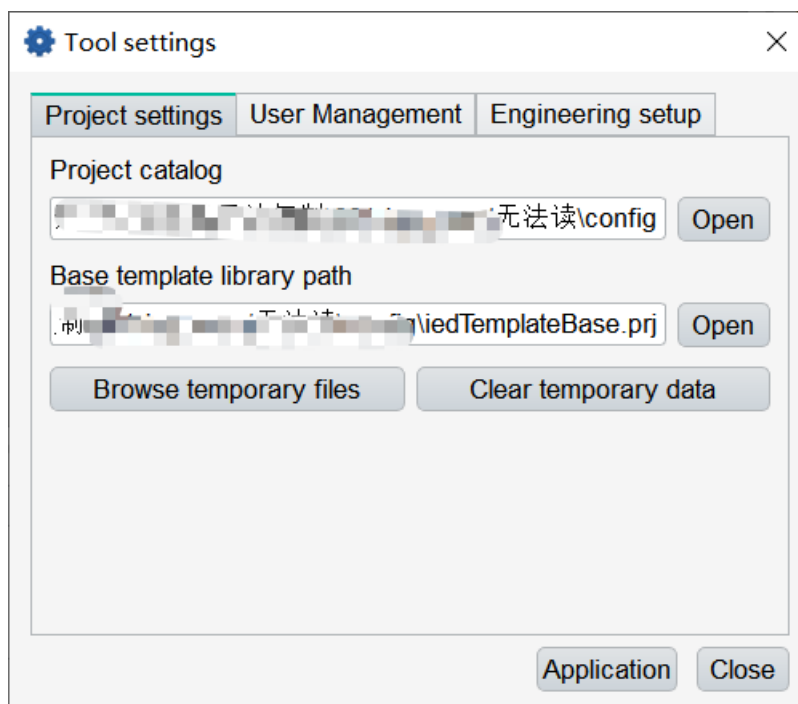 Tool settings
Project settings User Management Engineering setup
Project catalog
无法读\config Open
Base template library path
\iedTemplateBase.prj Open
Browse temporary files Clear temporary data
Application Close